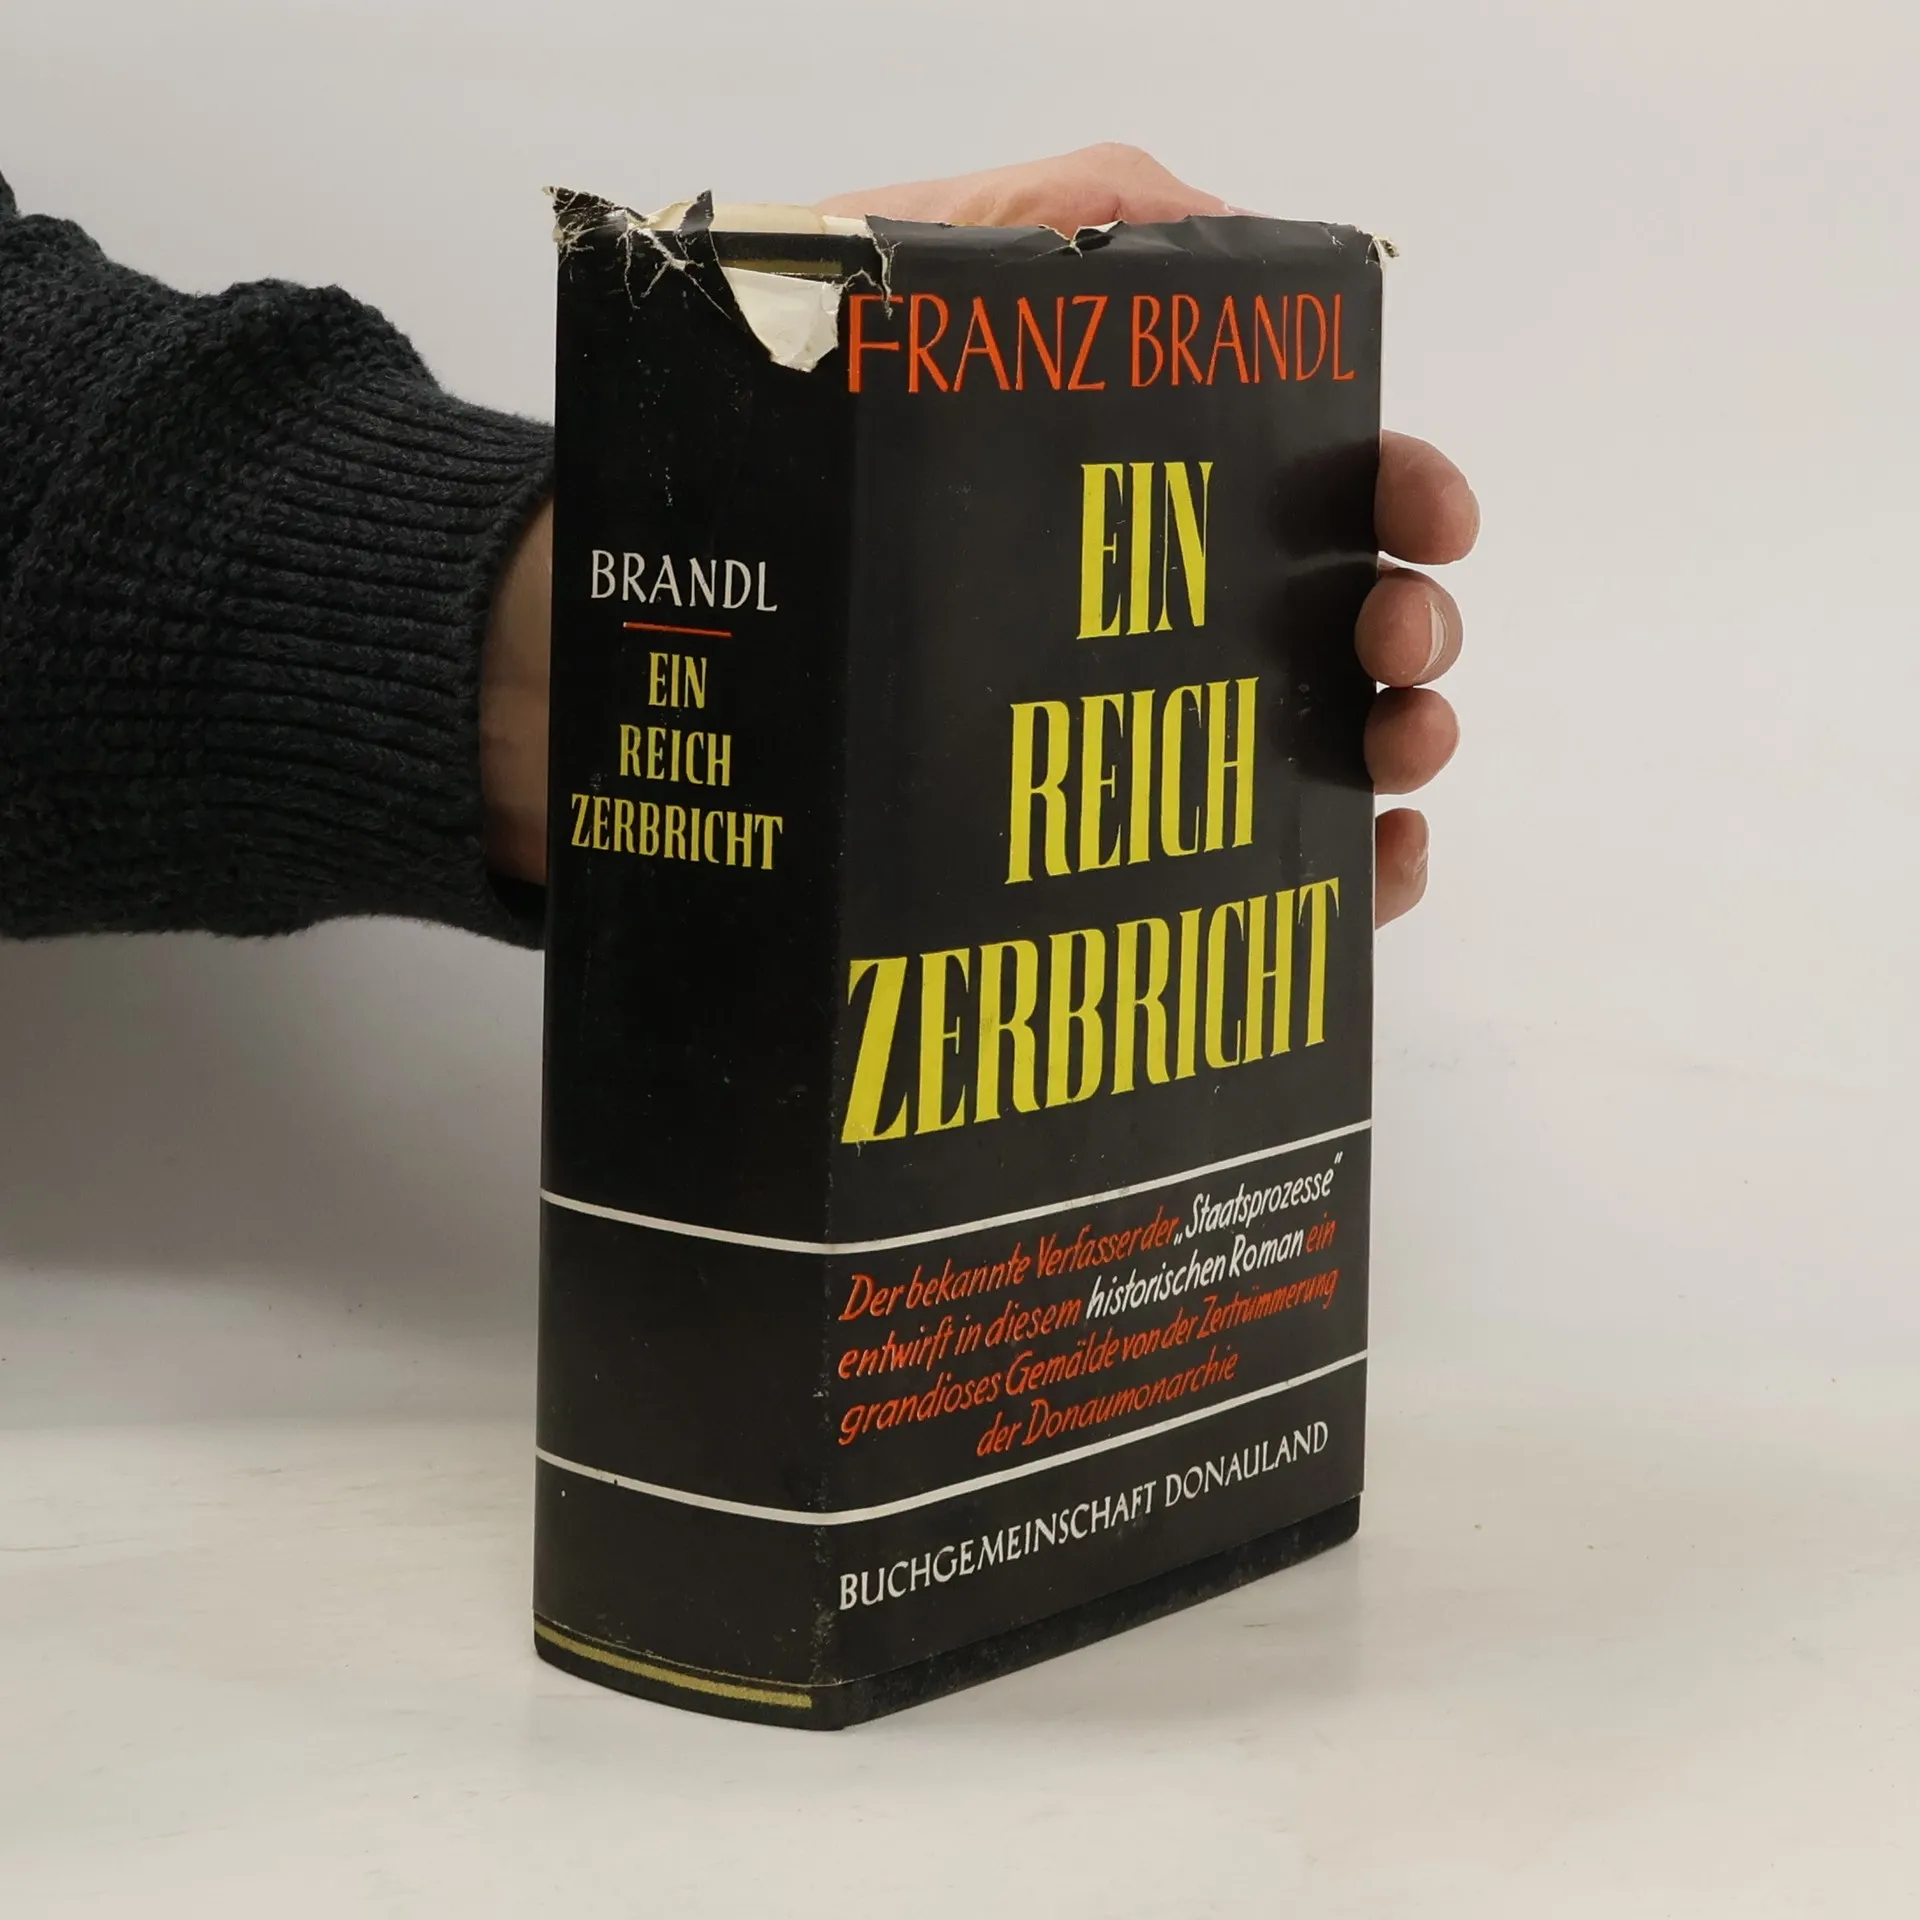 BRANDL
EIN
REICH
ZERBRICHT
FRANZ BRANDL
EIN
REICH
ZERBRICHT
Der bekannte Verfasser der „Staatsprozesse“
entwirft in diesem historischen Roman ein
grandioses Gemälde von der Zertrümmerung
der Donaumonarchie
BUCHGEMEINSCHAFT DONAULAND